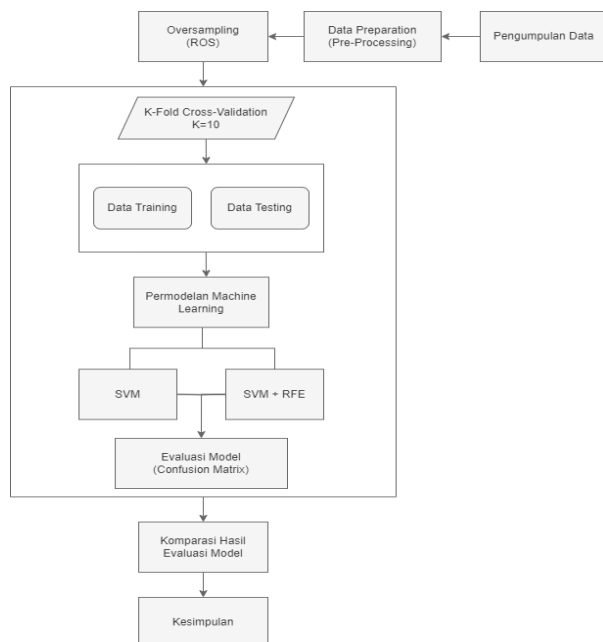 Oversampling
(ROS)
Data Preparation
(Pre-Processing)
Pengumpulan Data
K-Fold Cross-Validation
K=10
Data Training
Data Testing
Permodelan Machine
Learning
SVM
SVM + RFE
Evaluasi Model
(Confusion Matrix)
Komparasi Hasil
Evaluasi Model
Kesimpulan